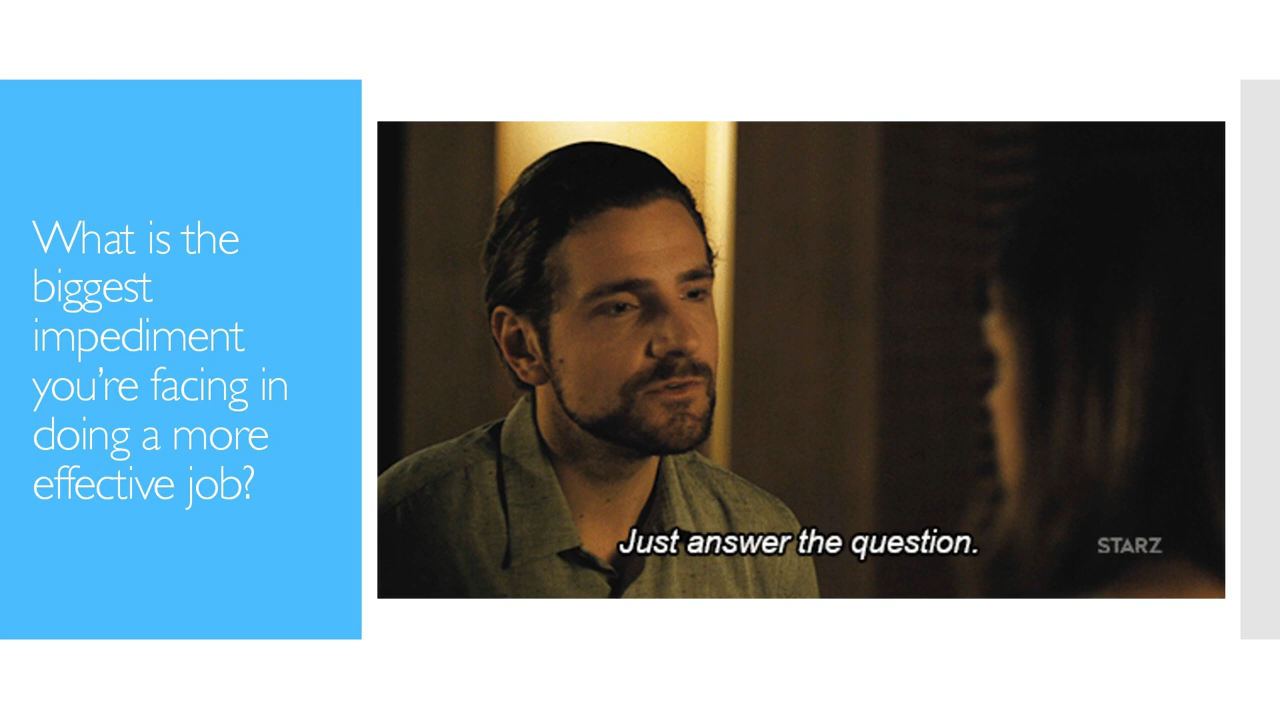 What is the
biggest
impediment
you’re facing in
doing a more
effective job?
Just answer the question.
STARZ